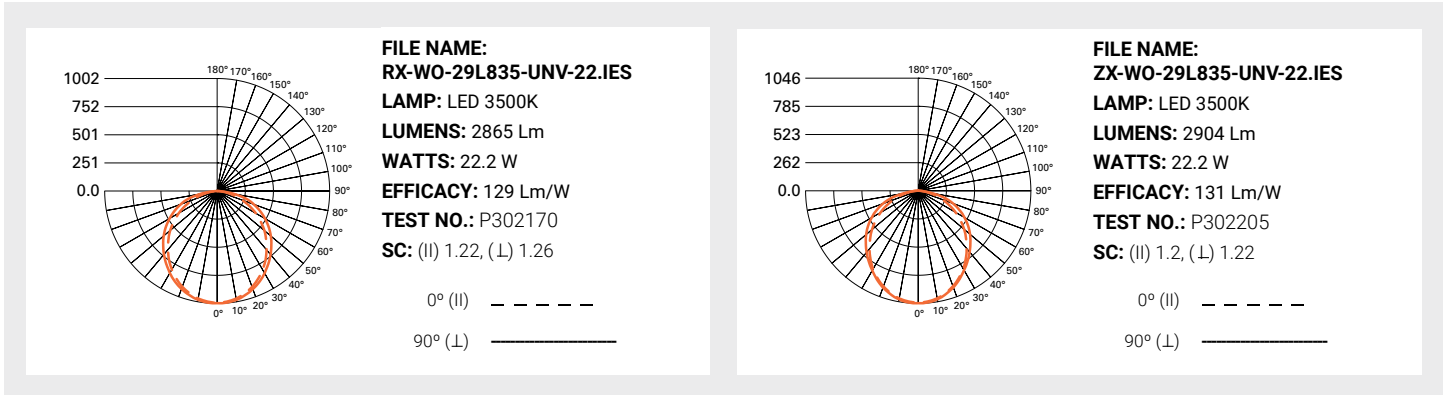 1002
752
501
251
0.0
180° 170° 160° 150° 140° 130° 120° 110° 100° 90° 80° 70° 60° 50° 40° 30° 20° 10° 0°
FILE NAME:
RX-WO-29L835-UNV-22.IES
LAMP: LED 3500K
LUMENS: 2865 Lm
WATTS: 22.2 W
EFFICACY: 129 Lm/W
TEST NO.: P302170
SC: (II) 1.22, (⊥) 1.26
0º (II)
90º (⊥)
1046
785
523
262
0.0
180° 170° 160° 150° 140° 130° 120° 110° 100° 90° 80° 70° 60° 50° 40° 30° 20° 10° 0°
FILE NAME:
ZX-WO-29L835-UNV-22.IES
LAMP: LED 3500K
LUMENS: 2904 Lm
WATTS: 22.2 W
EFFICACY: 131 Lm/W
TEST NO.: P302205
SC: (II) 1.2, (⊥) 1.22
0º (II)
90º (⊥)